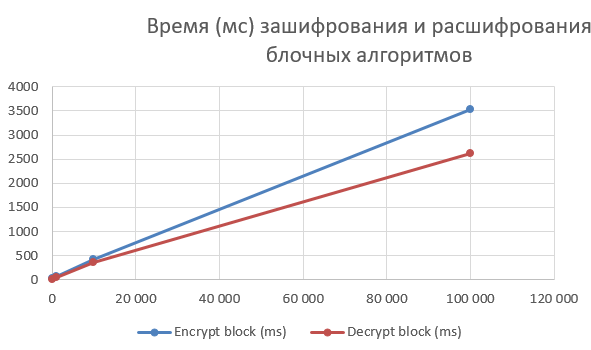 Время (мс) зашифрования и расшифрования
блочных алгоритмов
4000
3500
3000
2500
2000
1500
1000
500
0
0 20 000 40 000 60 000 80 000 100 000 120 000
Encrypt block (ms) Decrypt block (ms)